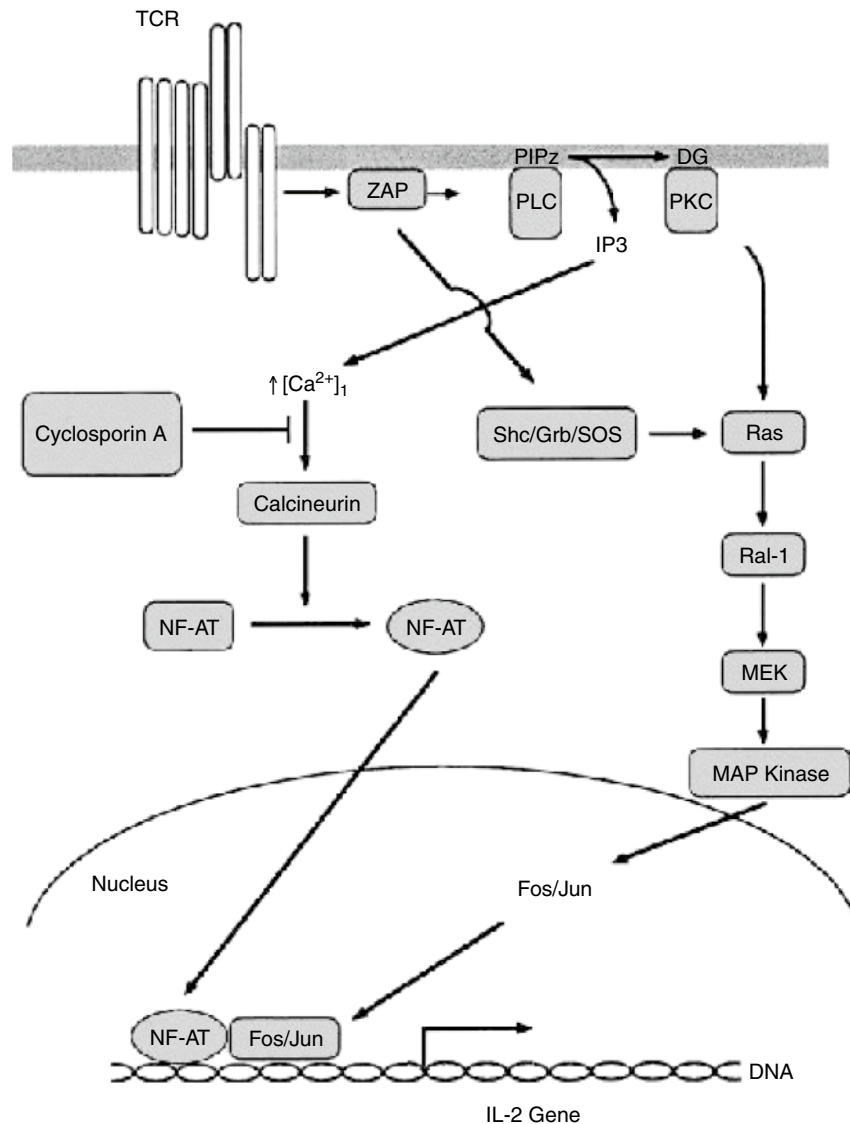 TCR
PIPz
DG
ZAP
PLC
PKC
IP3
↑[Ca²⁺]₁
Cyclosporin A
Shc/Grb/SOS
Ras
Calcineurin
Ral-1
NF-AT
NF-AT
MEK
MAP Kinase
Nucleus
Fos/Jun
NF-AT
Fos/Jun
DNA
IL-2 Gene